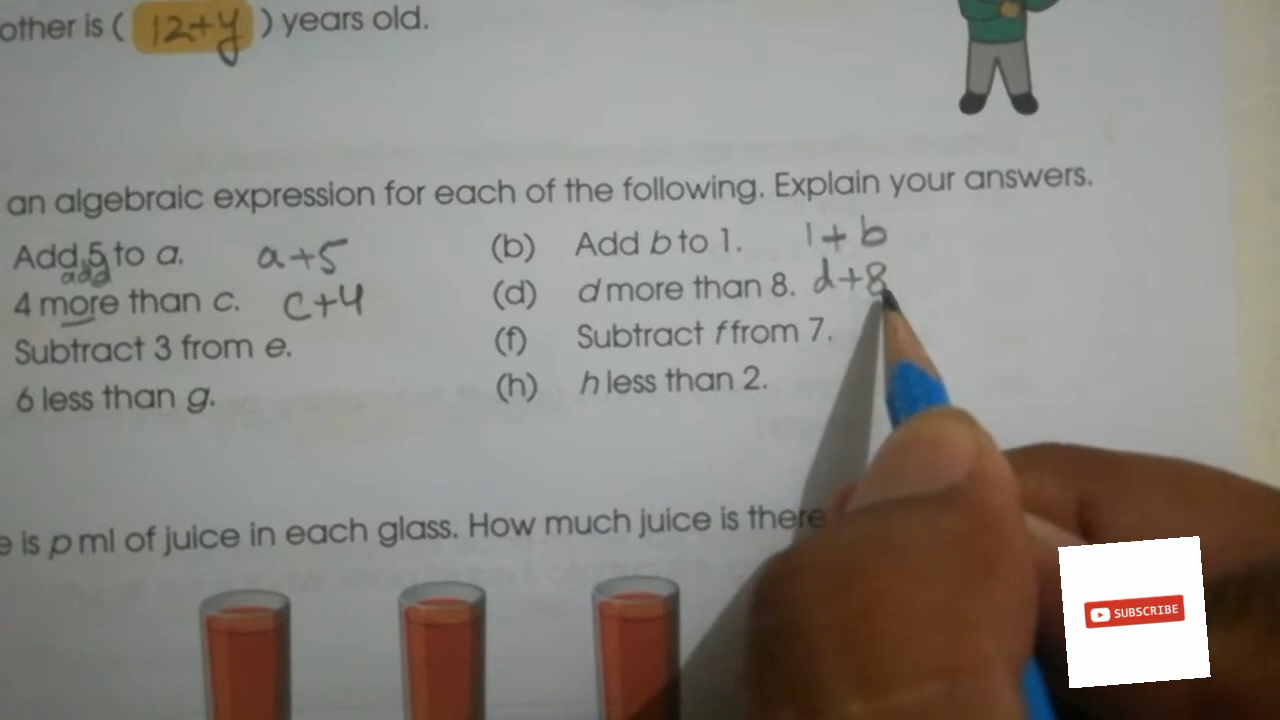 other is ( 12+y ) years old.
an algebraic expression for each of the following. Explain your answers.
Add 5 to a. a+5 (b) Add b to 1. 1+b
add
4 more than c. c+4 (d) d more than 8. d+8
Subtract 3 from e. (f) Subtract f from 7.
6 less than g. (h) h less than 2.
e is p ml of juice in each glass. How much juice is there
SUBSCRIBE